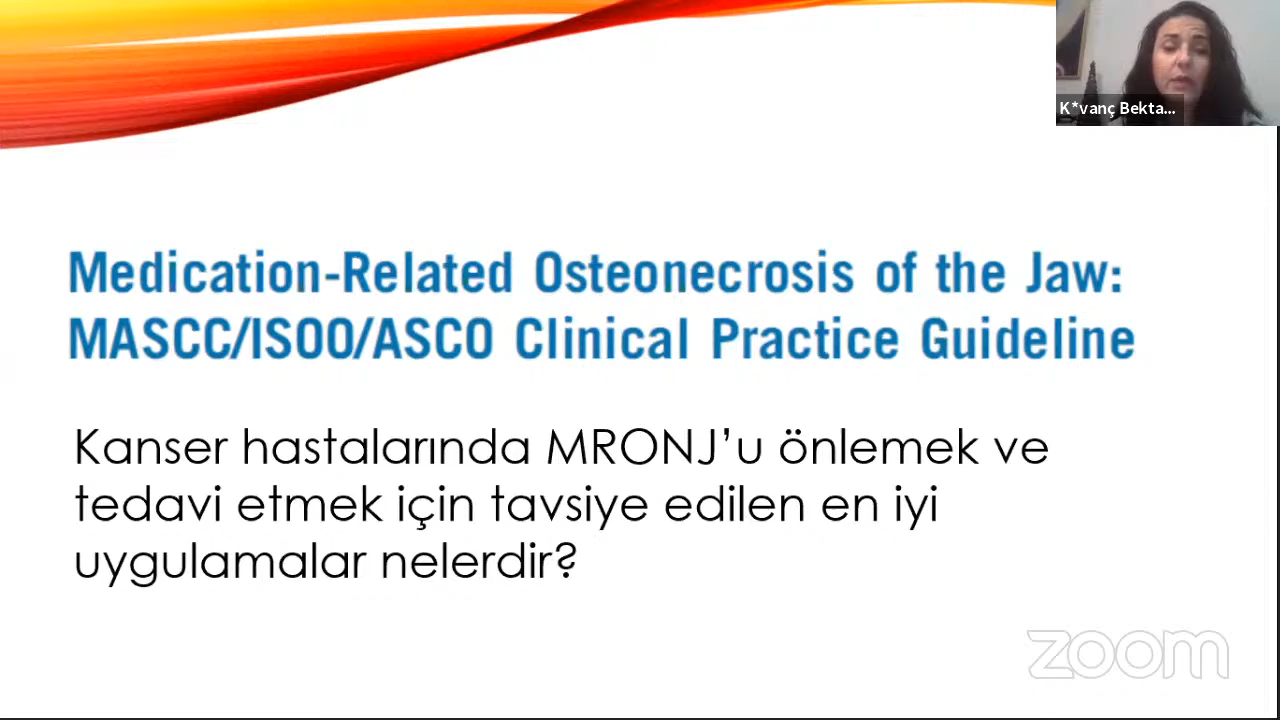 K*vanç Bekta...
Medication-Related Osteonecrosis of the Jaw:
MASCC/ISOO/ASCO Clinical Practice Guideline
Kanser hastalarında MRONJ’u önlemek ve
tedavi etmek için tavsiye edilen en iyi
uygulamalar nelerdir?
zoom